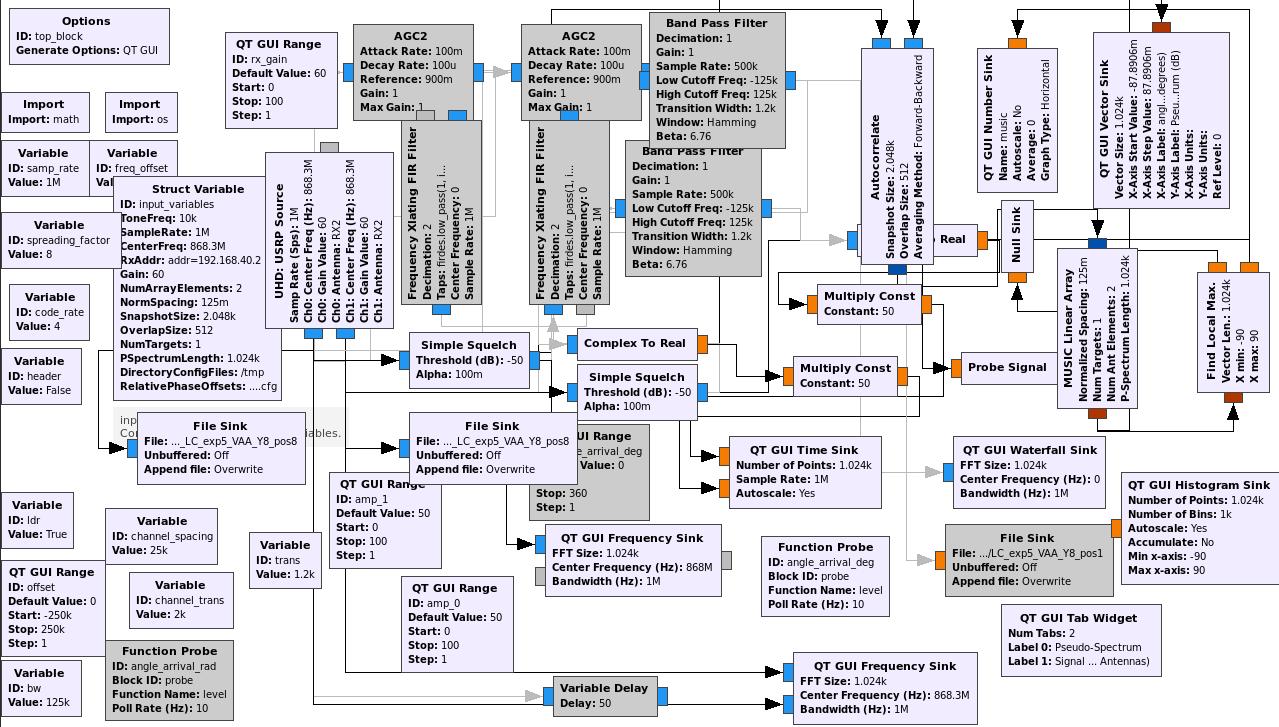 Options
ID: top_block
Generate Options: QT GUI
Import
Import: math
Import
Import: os
Variable
ID: samp_rate
Value: 1M
Variable
ID: freq_offset
Variable
ID: spreading_factor
Value: 8
Variable
ID: code_rate
Value: 4
Variable
ID: header
Value: False
Struct Variable
ID: input_variables
ToneFreq: 10k
SampleRate: 1M
CenterFreq: 868.3M
RxAddr: addr=192.168.40.2
Gain: 60
NumArrayElements: 2
NormSpacing: 125m
SnapshotSize: 2.048k
OverlapSize: 512
NumTargets: 1
PSpectrumLength: 1.024k
DirectoryConfigFiles: /tmp
RelativePhaseOffsets: ....cfg
QT GUI Range
ID: rx_gain
Default Value: 60
Start: 0
Stop: 100
Step: 1
UHD: USRP Source
Samp Rate (Sps): 1M
Ch0: Center Freq (Hz): 868.3M
Ch0: Gain Value: 60
Ch0: Antenna: RX2
Ch1: Center Freq (Hz): 868.3M
Ch1: Gain Value: 60
Ch1: Antenna: RX2
AGC2
Attack Rate: 100m
Decay Rate: 100u
Reference: 900m
Gain: 1
Max Gain: 1
AGC2
Attack Rate: 100m
Decay Rate: 100u
Reference: 900m
Gain: 1
Max Gain: 1
Frequency Xlating FIR Filter
Decimation: 2
Taps: firdes.low_pass(1, i...
Center Frequency: 0
Sample Rate: 1M
Frequency Xlating FIR Filter
Decimation: 2
Taps: firdes.low_pass(1, i...
Center Frequency: 0
Sample Rate: 1M
Band Pass Filter
Decimation: 1
Gain: 1
Sample Rate: 500k
Low Cutoff Freq: -125k
High Cutoff Freq: 125k
Transition Width: 1.2k
Window: Hamming
Beta: 6.76
Band Pass Filter
Decimation: 1
Gain: 1
Sample Rate: 500k
Low Cutoff Freq: -125k
High Cutoff Freq: 125k
Transition Width: 1.2k
Window: Hamming
Beta: 6.76
Autocorrelate
Snapshot Size: 2.048k
Overlap Size: 512
Averaging Method: Forward-Backward
Real
QT GUI Number Sink
Name: music
Autoscale: No
Average: 0
Graph Type: Horizontal
QT GUI Vector Sink
Vector Size: 1.024k
X-Axis Start Value: -87.8906m
X-Axis Step Value: 87.8906m
X-Axis Label: angl...degrees)
Y-Axis Label: Pseu...rum (dB)
X-Axis Units:
Y-Axis Units:
Ref Level: 0
Null Sink
MUSIC Linear Array
Normalized Spacing: 125m
Num Targets: 1
Num Ant Elements: 2
P-Spectrum Length: 1.024k
Find Local Max.
Vector Len.: 1.024k
X min: -90
X max: 90
Multiply Const
Constant: 50
Multiply Const
Constant: 50
Probe Signal
Simple Squelch
Threshold (dB): -50
Alpha: 100m
Complex To Real
Simple Squelch
Threshold (dB): -50
Alpha: 100m
File Sink
File: ..._LC_exp5_VAA_Y8_pos8
Unbuffered: Off
Append file: Overwrite
File Sink
File: ..._LC_exp5_VAA_Y8_pos8
Unbuffered: Off
Append file: Overwrite
UI Range
e_arrival_deg
Value: 0
Stop: 360
Step: 1
QT GUI Range
ID: amp_1
Default Value: 50
Start: 0
Stop: 100
Step: 1
QT GUI Time Sink
Number of Points: 1.024k
Sample Rate: 1M
Autoscale: Yes
QT GUI Waterfall Sink
FFT Size: 1.024k
Center Frequency (Hz): 0
Bandwidth (Hz): 1M
QT GUI Histogram Sink
Number of Points: 1.024k
Number of Bins: 1k
Autoscale: Yes
Accumulate: No
Min x-axis: -90
Max x-axis: 90
Variable
ID: ldr
Value: True
Variable
ID: channel_spacing
Value: 25k
Variable
ID: trans
Value: 1.2k
QT GUI Frequency Sink
FFT Size: 1.024k
Center Frequency (Hz): 868M
Bandwidth (Hz): 1M
Function Probe
ID: angle_arrival_deg
Block ID: probe
Function Name: level
Poll Rate (Hz): 10
File Sink
File: .../LC_exp5_VAA_Y8_pos1
Unbuffered: Off
Append file: Overwrite
QT GUI Range
ID: offset
Default Value: 0
Start: -250k
Stop: 250k
Step: 1
Variable
ID: channel_trans
Value: 2k
QT GUI Range
ID: amp_0
Default Value: 50
Start: 0
Stop: 100
Step: 1
QT GUI Tab Widget
Num Tabs: 2
Label 0: Pseudo-Spectrum
Label 1: Signal ... Antennas)
Variable
ID: bw
Value: 125k
Function Probe
ID: angle_arrival_rad
Block ID: probe
Function Name: level
Poll Rate (Hz): 10
Variable Delay
Delay: 50
QT GUI Frequency Sink
FFT Size: 1.024k
Center Frequency (Hz): 868.3M
Bandwidth (Hz): 1M